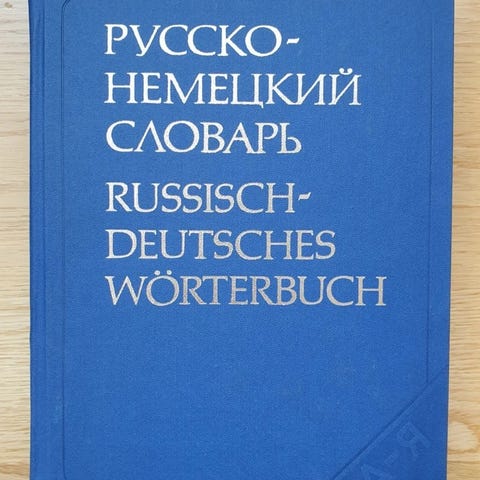 РУССКО-
НЕМЕЦКИЙ
СЛОВАРЬ
RUSSISCH-
DEUTSCHES
WÖRTERBUCH